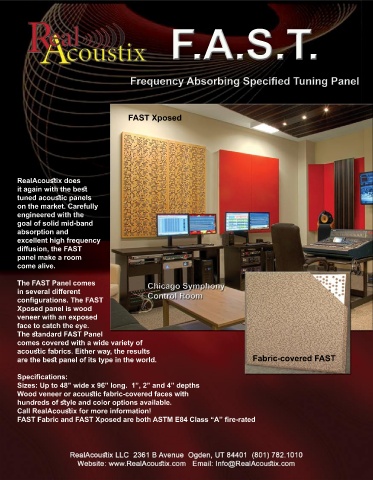 RealAcoustix
F.A.S.T.
Frequency Absorbing Specified Tuning Panel
FAST Xposed
RealAcoustix does
it again with the best
tuned acoustic panels
on the market. Carefully
engineered with the
goal of solid mid-band
absorption and
excellent high frequency
diffusion, the FAST
panel make a room
come alive.
Chicago Symphony
Control Room
The FAST Panel comes
in several different
configurations. The FAST
Xposed panel is wood
veneer with an exposed
face to catch the eye.
The standard FAST Panel
comes covered with a wide variety of
acoustic fabrics. Either way, the results
are the best panel of its type in the world.
Fabric-covered FAST
Specifications:
Sizes: Up to 48" wide x 96" long. 1", 2" and 4" depths
Wood veneer or acoustic fabric-covered faces with
hundreds of style and color options available.
Call RealAcoustix for more information!
FAST Fabric and FAST Xposed are both ASTM E84 Class "A" fire-rated
RealAcoustix LLC 2361 B Avenue Ogden, UT 84401 (801) 782.1010
Website: www.RealAcoustix.com Email: Info@RealAcoustix.com